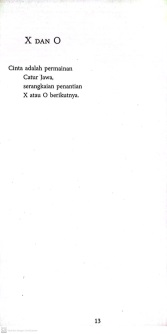 X DAN O
Cinta adalah permainan
Catur Jawa,
serangkaian penantian
X atau O berikutnya.
13